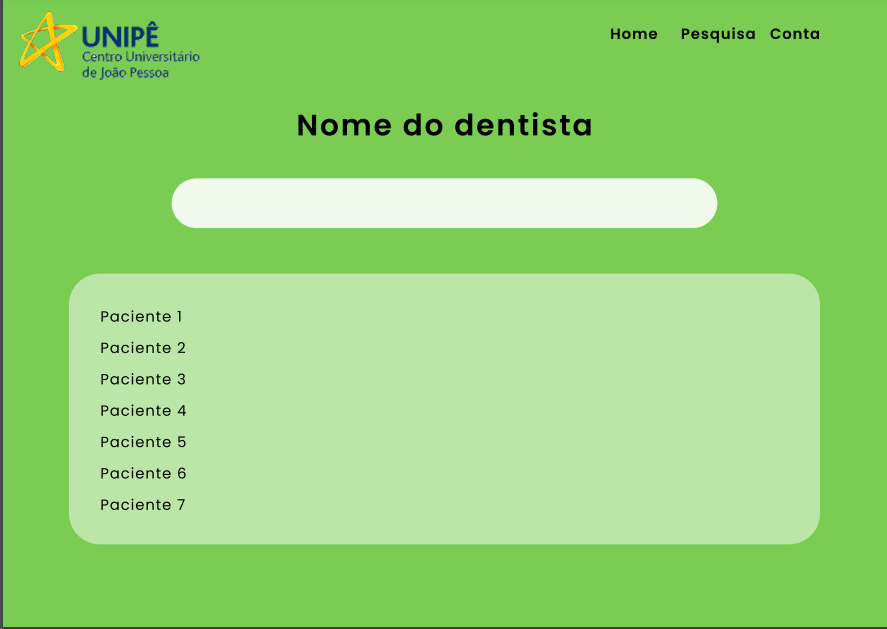 UNIPÊ
Centro Universitário
de João Pessoa
Home Pesquisa Conta
Nome do dentista
Paciente 1
Paciente 2
Paciente 3
Paciente 4
Paciente 5
Paciente 6
Paciente 7